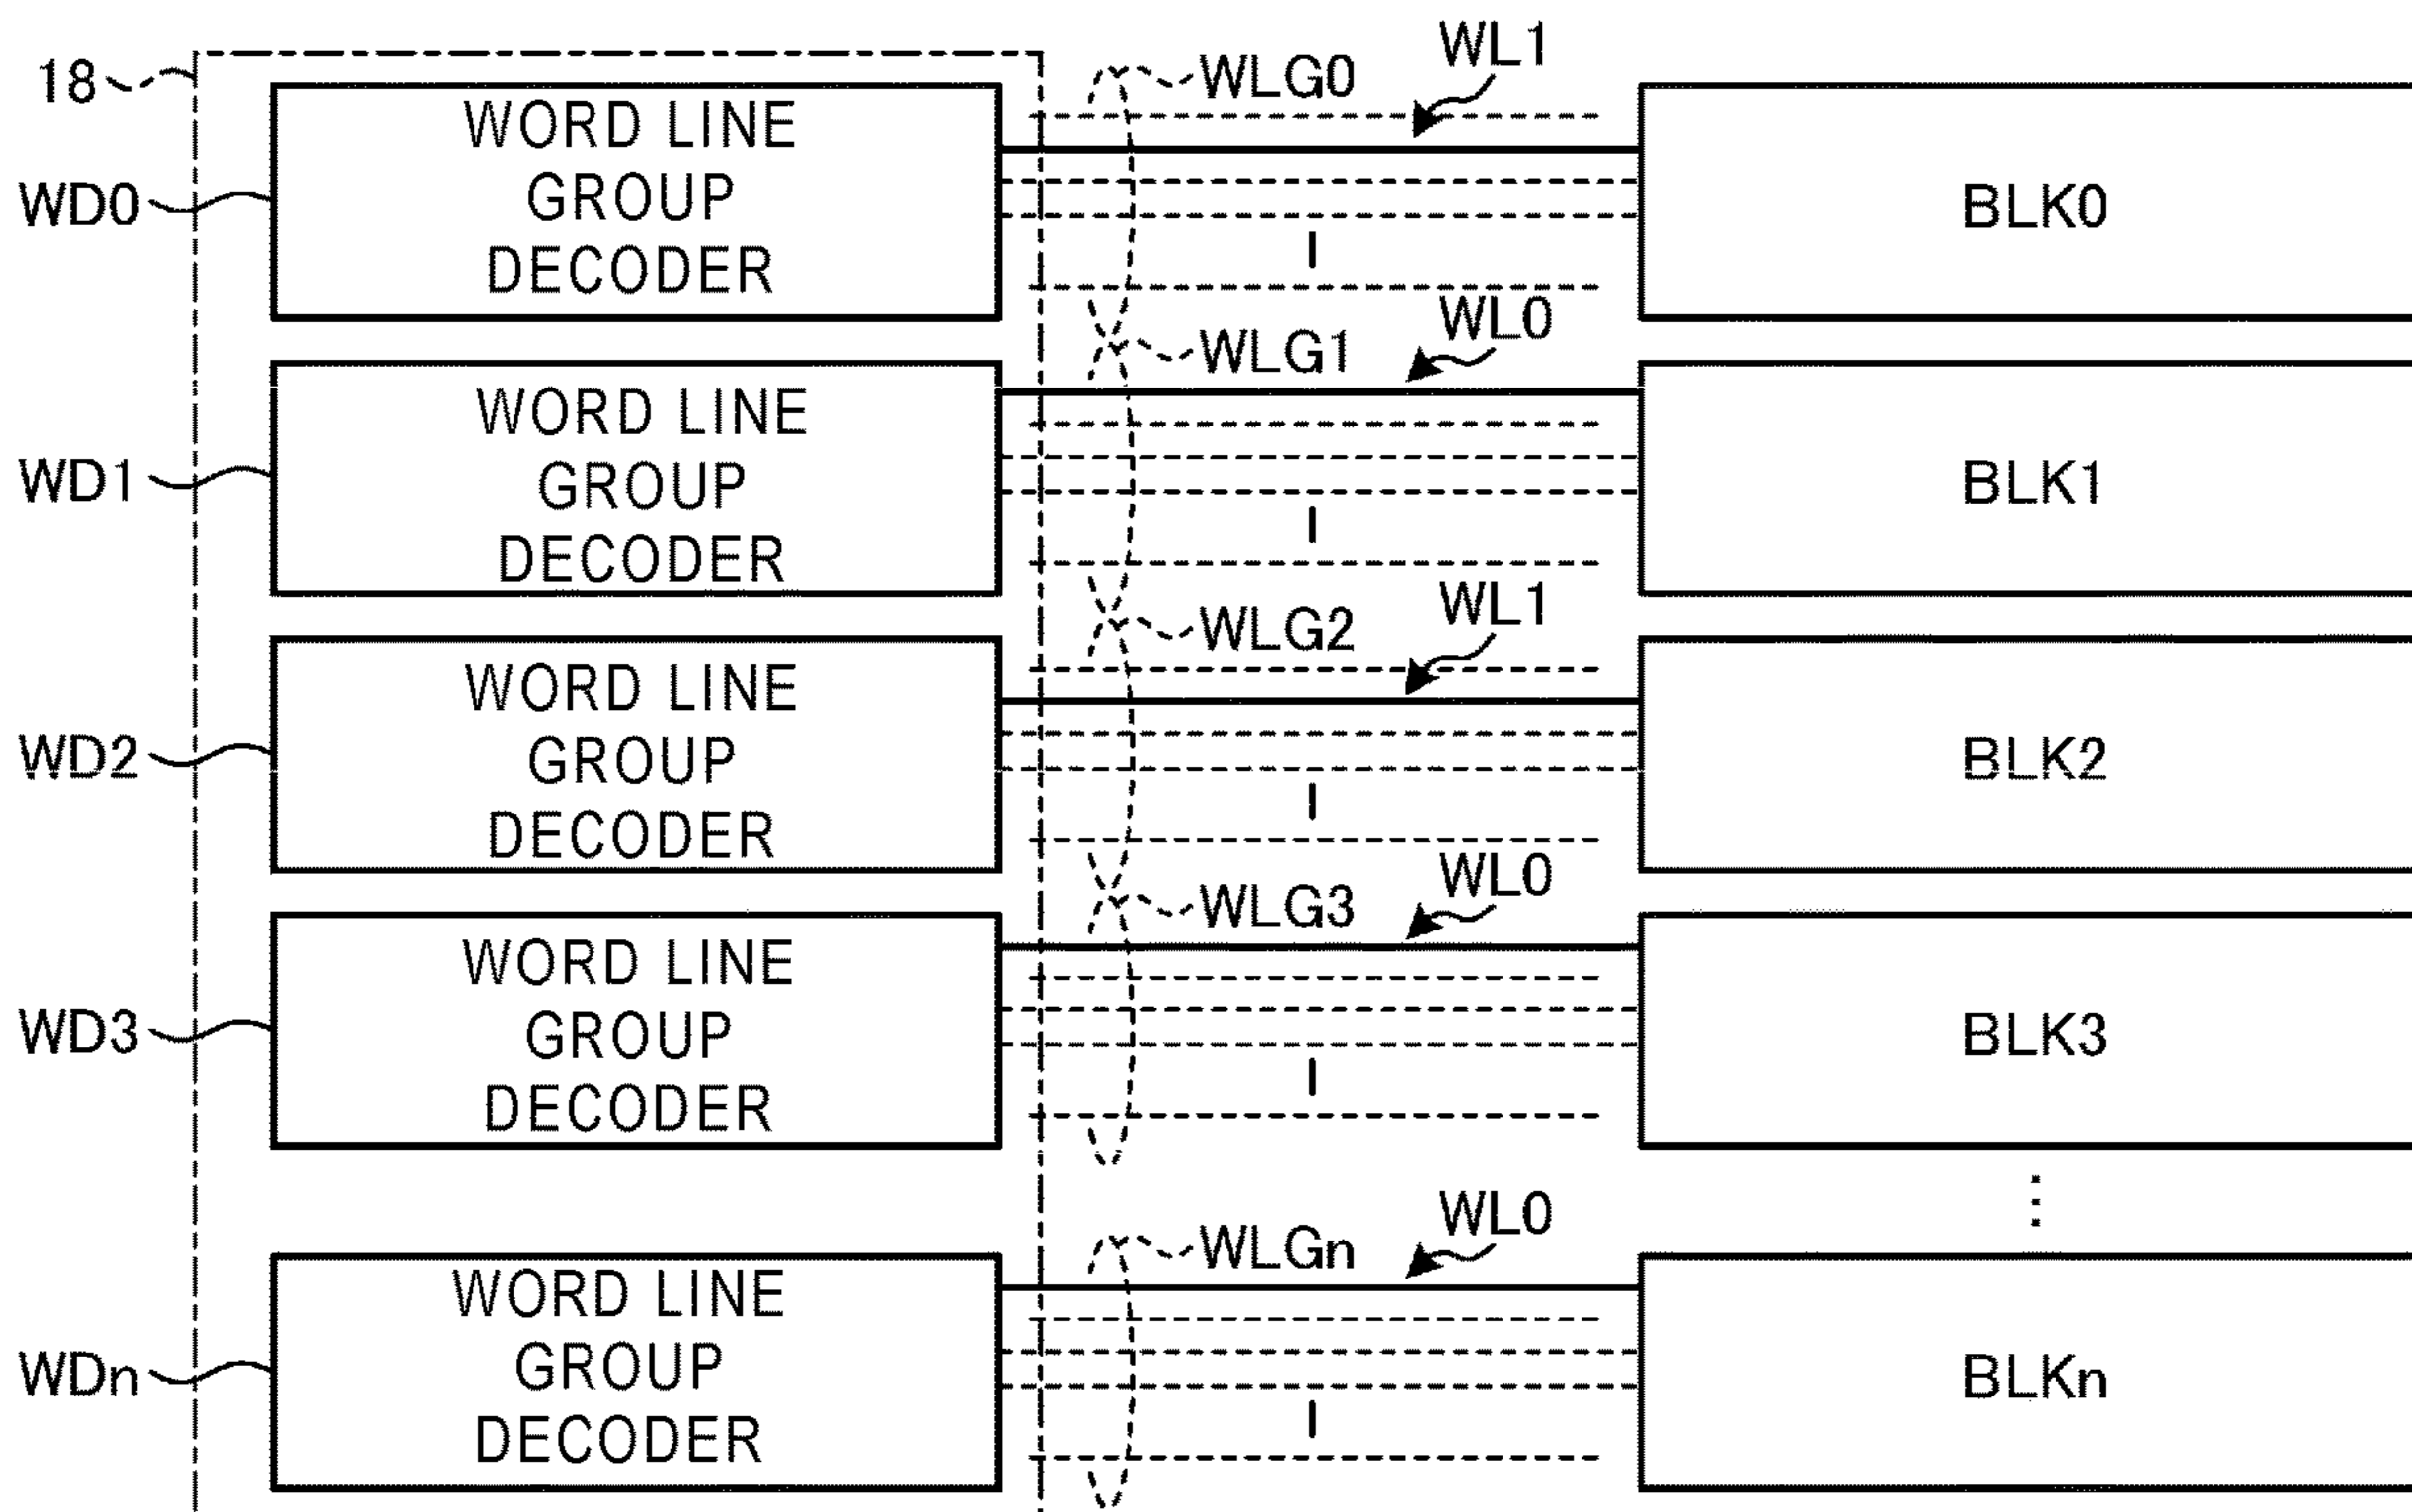 18
WLG0
WL1
WORD LINE
GROUP
DECODER
WD0
BLK0
WLG1
WL0
WORD LINE
GROUP
DECODER
WD1
BLK1
WLG2
WL1
WORD LINE
GROUP
DECODER
WD2
BLK2
WLG3
WL0
WORD LINE
GROUP
DECODER
WD3
BLK3
WLGn
WL0
WORD LINE
GROUP
DECODER
WDn
BLKn